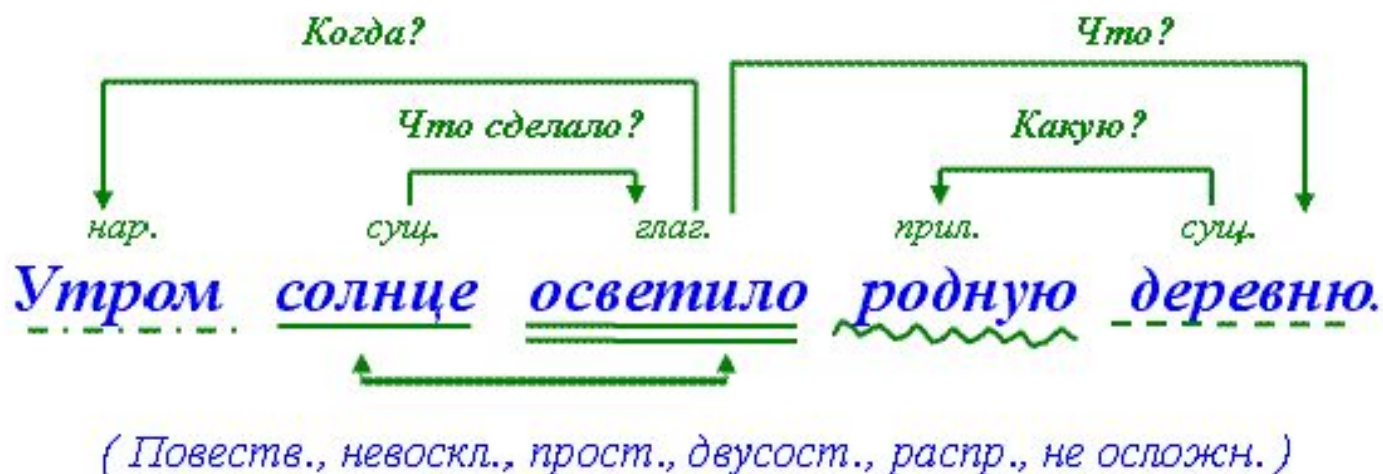 Когда? Что?
Что сделало? Какую?
нар. сущ. глаг. прил. сущ.
Утром солнце осветило родную деревню.
( Повеств., невоскл., прост., двусост., распр., не осложн. )